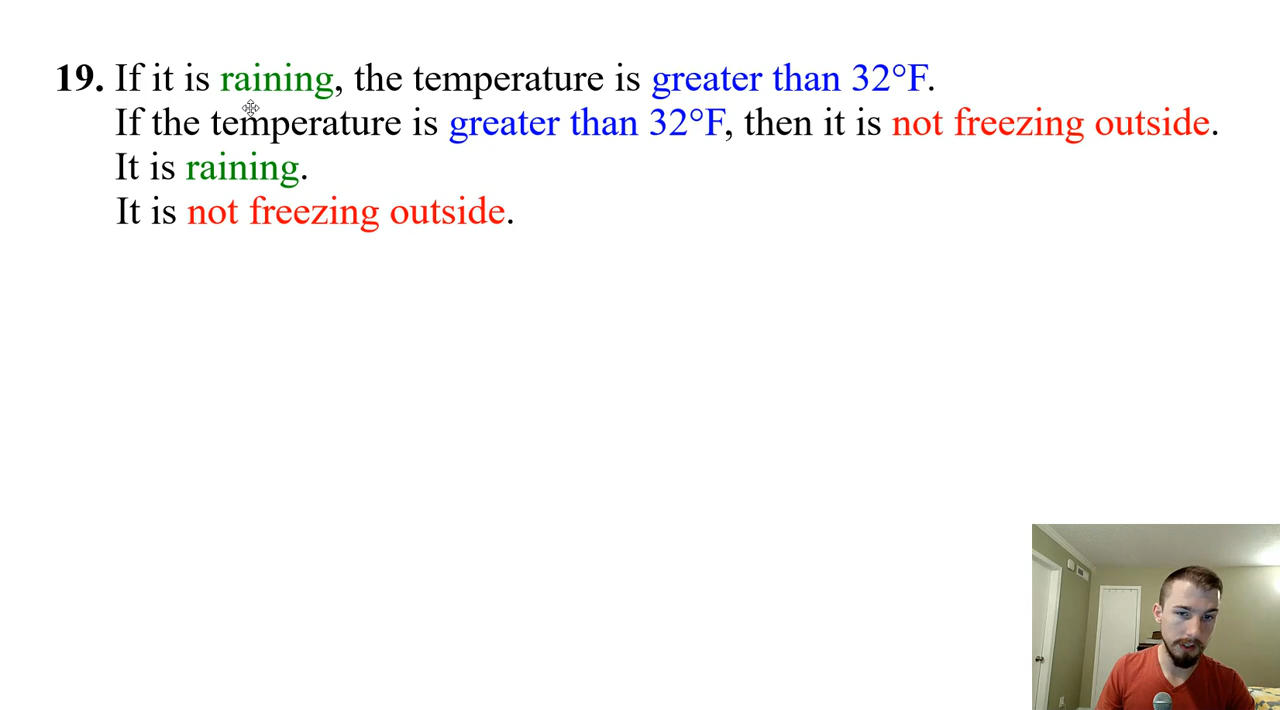 19. If it is raining, the temperature is greater than 32°F.
If the temperature is greater than 32°F, then it is not freezing outside.
It is raining.
It is not freezing outside.